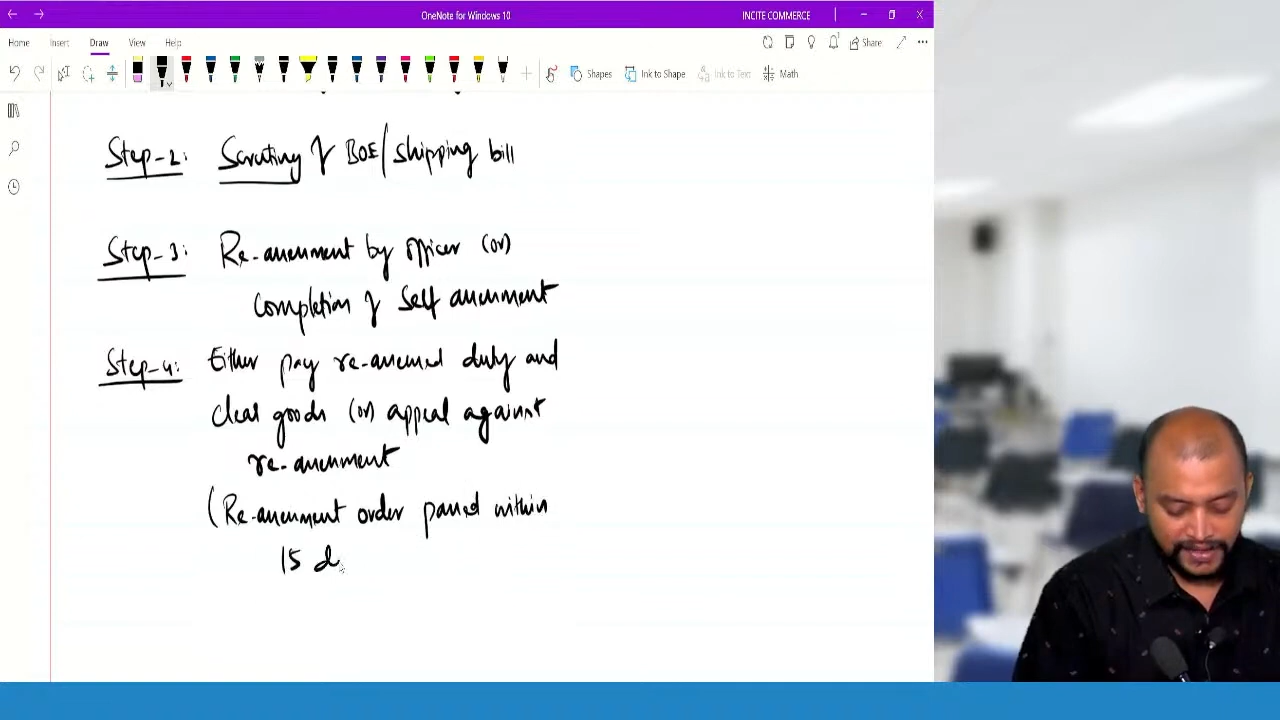 OneNote for Windows 10
INCITE COMMERCE
Home Insert Draw View Help
Share
Shapes Ink to Shape Ink to Text Math
Step-2: Scrutiny of BOE/shipping bill
Step-3: Re-assessment by officer (or)
completion of Self assessment
Step-4: Either pay re-assessed duty and
clear goods (or) appeal against
re-assessment
(Re-assessment order passed within
15 d